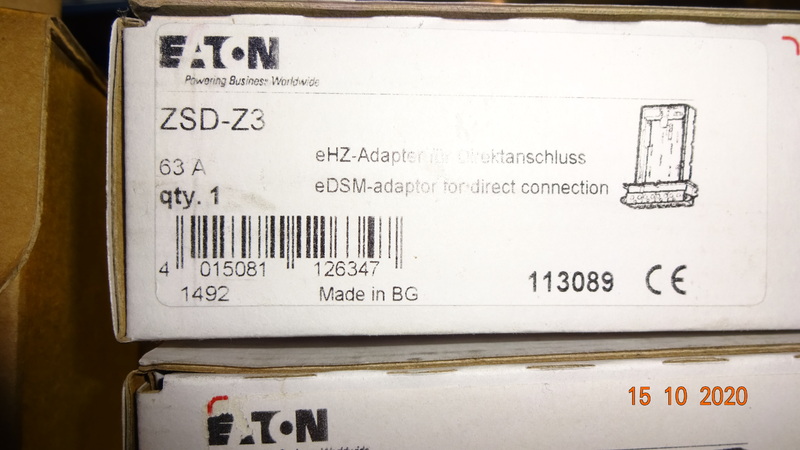 EATON
Powering Business Worldwide
ZSD-Z3
63 A
eHZ-Adapter für Direktanschluss
eDSM-adaptor for direct connection
qty. 1
4 015081 126347
1492
Made in BG
113089
CE
15 10 2020
EATON